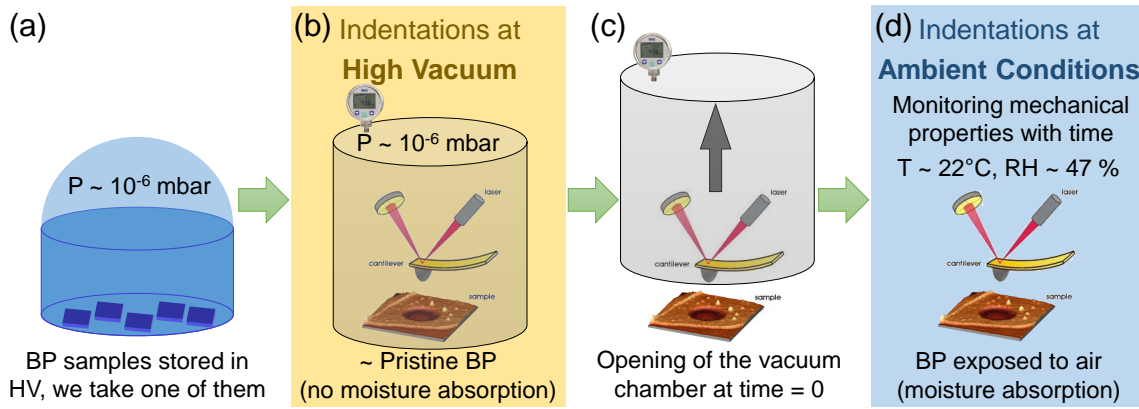 (a)
P ~ 10⁻⁶ mbar
BP samples stored in
HV, we take one of them
(b) Indentations at
High Vacuum
P ~ 10⁻⁶ mbar
laser
cantilever
sample
~ Pristine BP
(no moisture absorption)
(c)
laser
cantilever
sample
Opening of the vacuum
chamber at time = 0
(d) Indentations at
Ambient Conditions
Monitoring mechanical
properties with time
T ~ 22°C, RH ~ 47 %
laser
cantilever
sample
BP exposed to air
(moisture absorption)